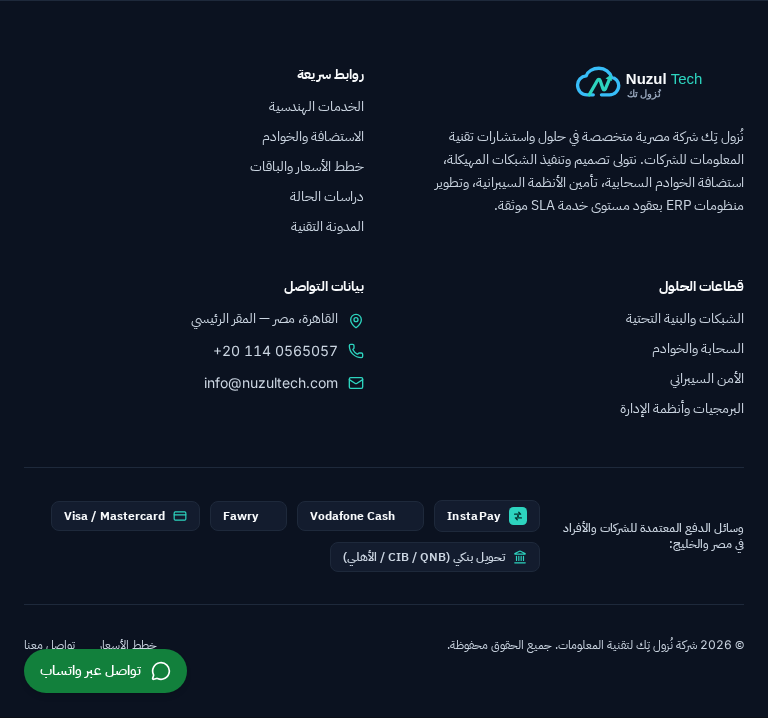 Nuzul Tech
نُزول تك
نُزول تِك شركة مصرية متخصصة في حلول واستشارات تقنية
المعلومات للشركات. نتولى تصميم وتنفيذ الشبكات المهيكلة،
استضافة الخوادم السحابية، تأمين الأنظمة السيبرانية، وتطوير
منظومات ERP بعقود مستوى خدمة SLA موثقة.
روابط سريعة
الخدمات الهندسية
الاستضافة والخوادم
خطط الأسعار والباقات
دراسات الحالة
المدونة التقنية
قطاعات الحلول
الشبكات والبنية التحتية
السحابة والخوادم
الأمن السيبراني
البرمجيات وأنظمة الإدارة
بيانات التواصل
القاهرة، مصر — المقر الرئيسي
+20 114 0565057
info@nuzultech.com
وسائل الدفع المعتمدة للشركات والأفراد
في مصر والخليج:
InstaPay
Vodafone Cash
Fawry
Visa / Mastercard
تحويل بنكي (CIB / QNB / الأهلي)
© 2026 شركة نُزول تِك لتقنية المعلومات. جميع الحقوق محفوظة.
خطط الأسعار
تواصل معنا
تواصل عبر واتساب